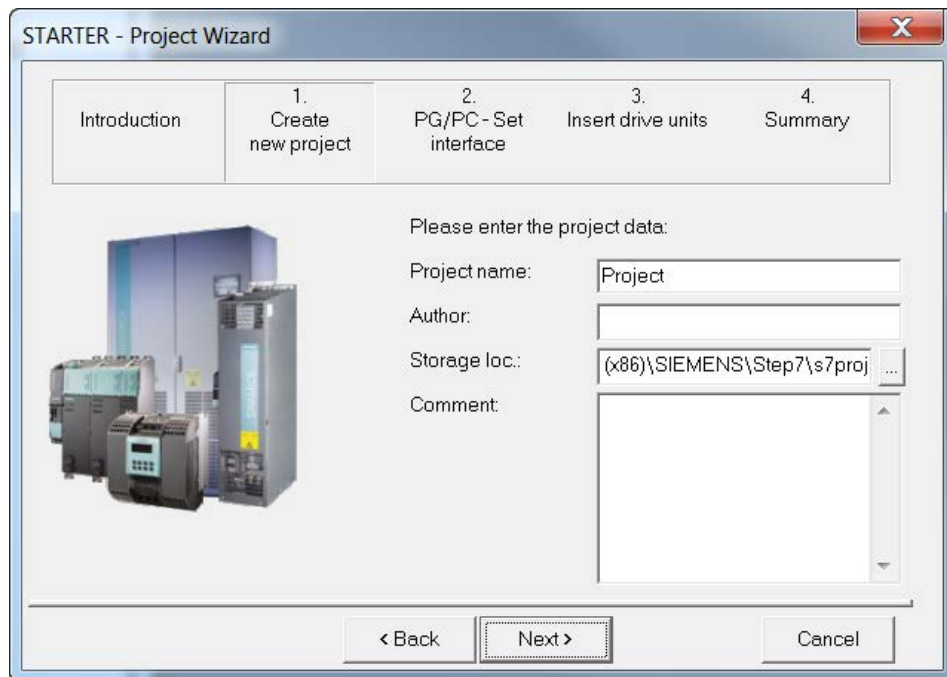 STARTER - Project Wizard
Introduction
1.
Create
new project
2.
PG/PC - Set
interface
3.
Insert drive units
4.
Summary
Please enter the project data:
Project name:
Project
Author:
Storage loc.:
(x86)\SIEMENS\Step7\s7proj
...
Comment:
< Back
Next >
Cancel